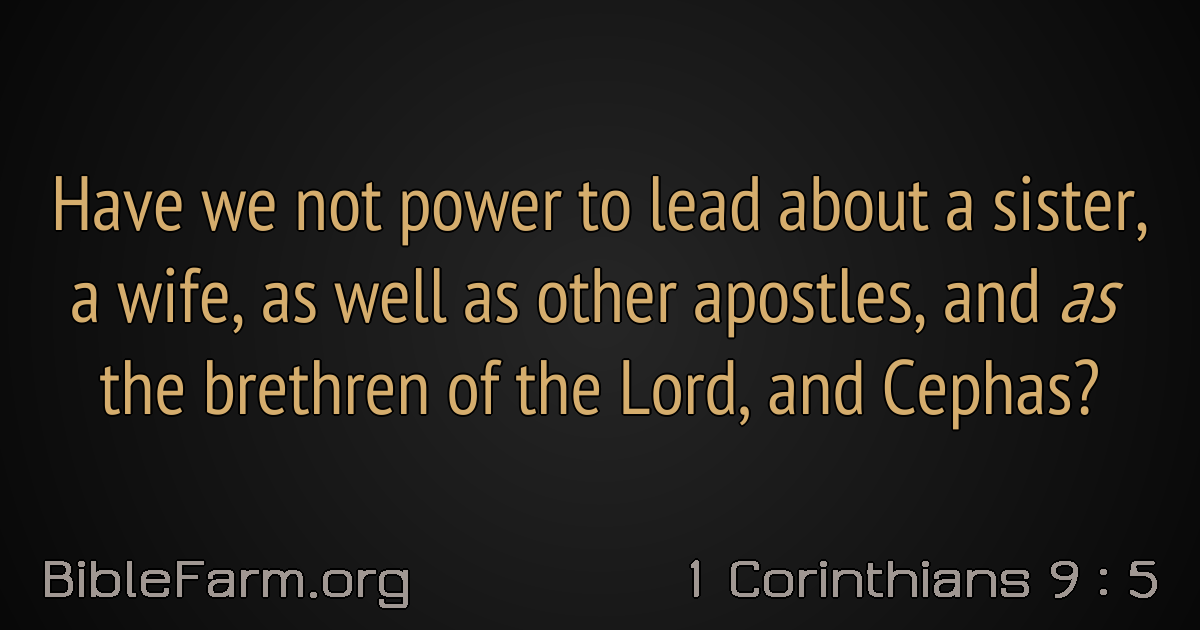 Have we not power to lead about a sister,
a wife, as well as other apostles, and as
the brethren of the Lord, and Cephas?
BibleFarm.org
1 Corinthians 9 : 5